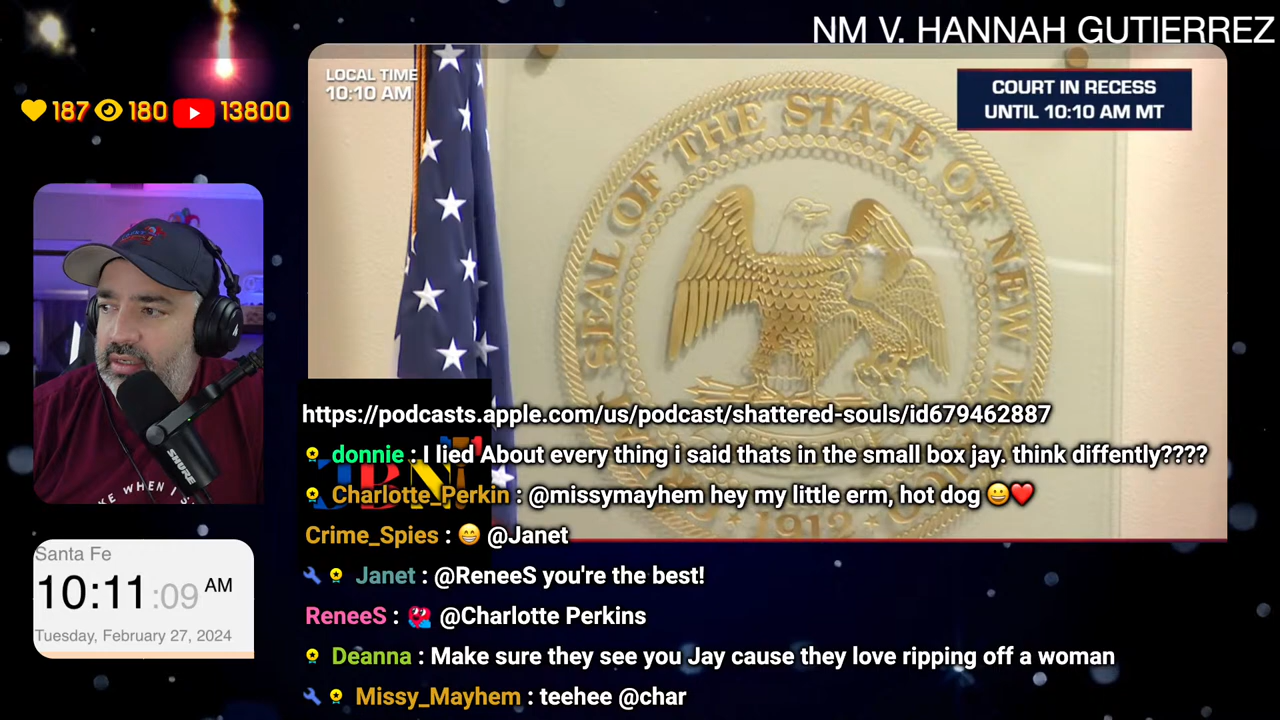 NM V. HANNAH GUTIERREZ
LOCAL TIME
10:10 AM
COURT IN RECESS
UNTIL 10:10 AM MT
187 180 13800
SEAL OF THE STATE OF NEW
1912
SHURE
https://podcasts.apple.com/us/podcast/shattered-souls/id679462887
donnie : I lied About every thing i said thats in the small box jay. think diffently????
Charlotte_Perkin : @missymayhem hey my little erm, hot dog 😀❤️
Crime_Spies : 😁 @Janet
Janet : @ReneeS you're the best!
ReneeS : @Charlotte Perkins
Deanna : Make sure they see you Jay cause they love ripping off a woman
Missy_Mayhem : teehee @char
Santa Fe
10:11:09 AM
Tuesday, February 27, 2024